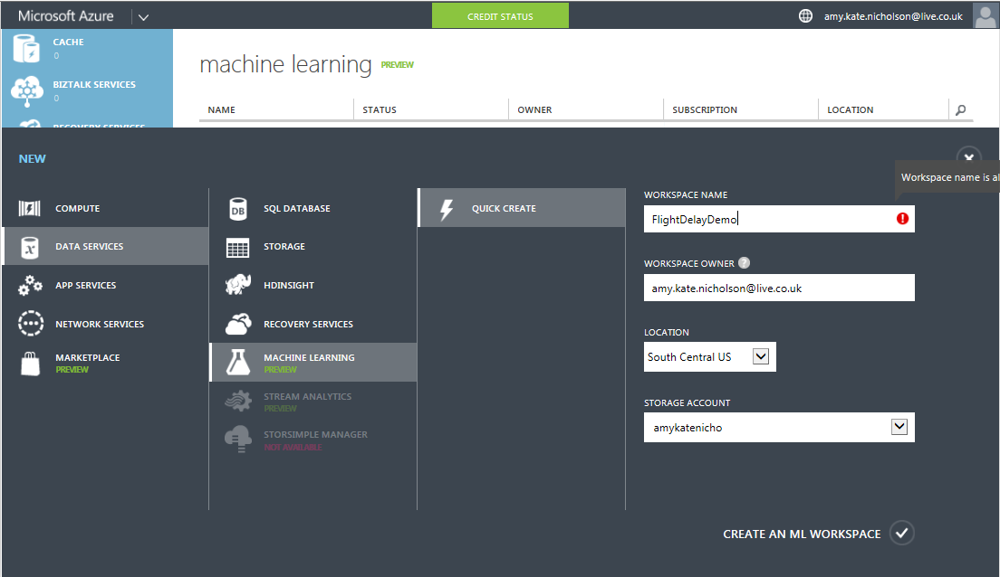 Microsoft Azure
CREDIT STATUS
amy.kate.nicholson@live.co.uk
CACHE
0
BIZTALK SERVICES
0
RECOVERY SERVICES
machine learning PREVIEW
NAME STATUS OWNER SUBSCRIPTION LOCATION
NEW
Workspace name is al
COMPUTE
DATA SERVICES
APP SERVICES
NETWORK SERVICES
MARKETPLACE
PREVIEW
DB
SQL DATABASE
STORAGE
HDINSIGHT
RECOVERY SERVICES
MACHINE LEARNING
PREVIEW
STREAM ANALYTICS
PREVIEW
STORSIMPLE MANAGER
NOT AVAILABLE
QUICK CREATE
WORKSPACE NAME
FlightDelayDemo
WORKSPACE OWNER ?
amy.kate.nicholson@live.co.uk
LOCATION
South Central US
STORAGE ACCOUNT
amykatenicho
CREATE AN ML WORKSPACE